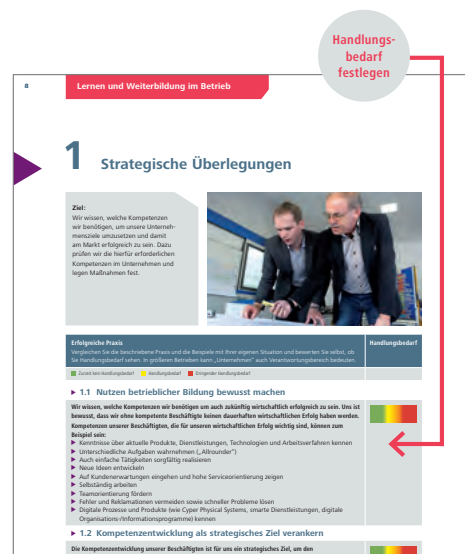 Handlungs-
bedarf
festlegen
8
Lernen und Weiterbildung im Betrieb
1 Strategische Überlegungen
Ziel:
Wir wissen, welche Kompetenzen
wir benötigen, um unsere Unterneh-
mensziele umzusetzen und damit
am Markt erfolgreich zu sein. Dazu
prüfen wir die hierfür erforderlichen
Kompetenzen im Unternehmen und
legen Maßnahmen fest.
Erfolgreiche Praxis
Handlungsbedarf
Vergleichen Sie die beschriebene Praxis und die Beispiele mit Ihrer eigenen Situation und bewerten Sie selbst, ob
Sie Handlungsbedarf sehen. In größeren Betrieben kann „Unternehmen“ auch Verantwortungsbereich bedeuten.
Zurzeit kein Handlungsbedarf Handlungsbedarf Dringender Handlungsbedarf
1.1 Nutzen betrieblicher Bildung bewusst machen
Wir wissen, welche Kompetenzen wir benötigen um auch zukünftig wirtschaftlich erfolgreich zu sein. Uns ist
bewusst, dass wir ohne kompetente Beschäftigte keinen dauerhaften wirtschaftlichen Erfolg haben werden.
Kompetenzen unserer Beschäftigten, die für unseren wirtschaftlichen Erfolg wichtig sind, können zum
Beispiel sein:
Kenntnisse über aktuelle Produkte, Dienstleistungen, Technologien und Arbeitsverfahren kennen
Unterschiedliche Aufgaben wahrnehmen („Allrounder“)
Auch einfache Tätigkeiten sorgfältig realisieren
Neue Ideen entwickeln
Auf Kundenerwartungen eingehen und hohe Serviceorientierung zeigen
Selbständig arbeiten
Teamorientierung fördern
Fehler und Reklamationen vermeiden sowie schneller Probleme lösen
Digitale Prozesse und Produkte (wie Cyper Physical Systems, smarte Dienstleistungen, digitale
Organisations-/Informationsprogramme) kennen
1.2 Kompetenzentwicklung als strategisches Ziel verankern
Die Kompetenzentwicklung unserer Beschäftigten ist für uns ein strategisches Ziel, um den